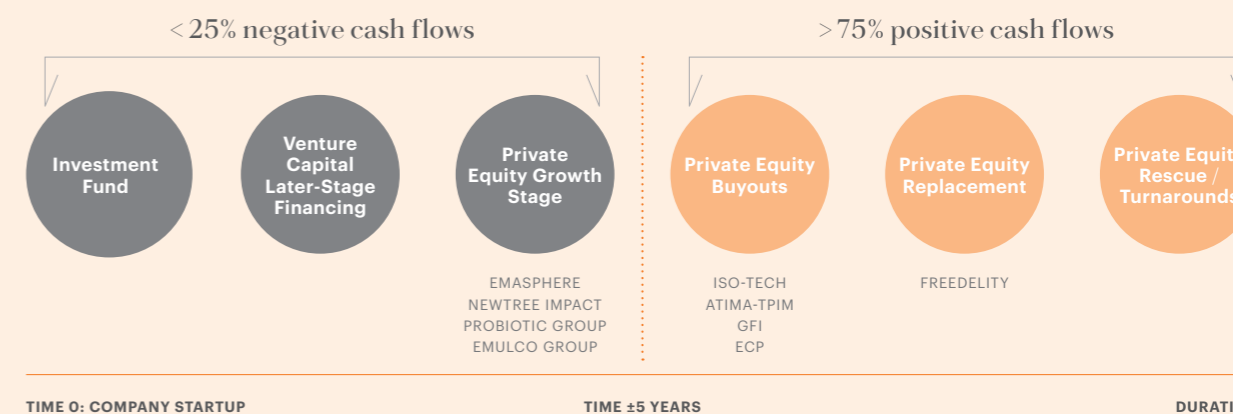 < 25% negative cash flows
> 75% positive cash flows
Investment
Fund
Venture
Capital
Later-Stage
Financing
Private
Equity Growth
Stage
Private Equity
Buyouts
Private Equity
Replacement
Private
Rescue /
EMASPHERE
NEWTREE IMPACT
PROBIOTIC GROUP
EMULCO GROUP
ISO-TECH
ATIMA-TPIM
GFI
ECP
FREEDELITY
TIME 0: COMPANY STARTUP
TIME ±5 YEARS